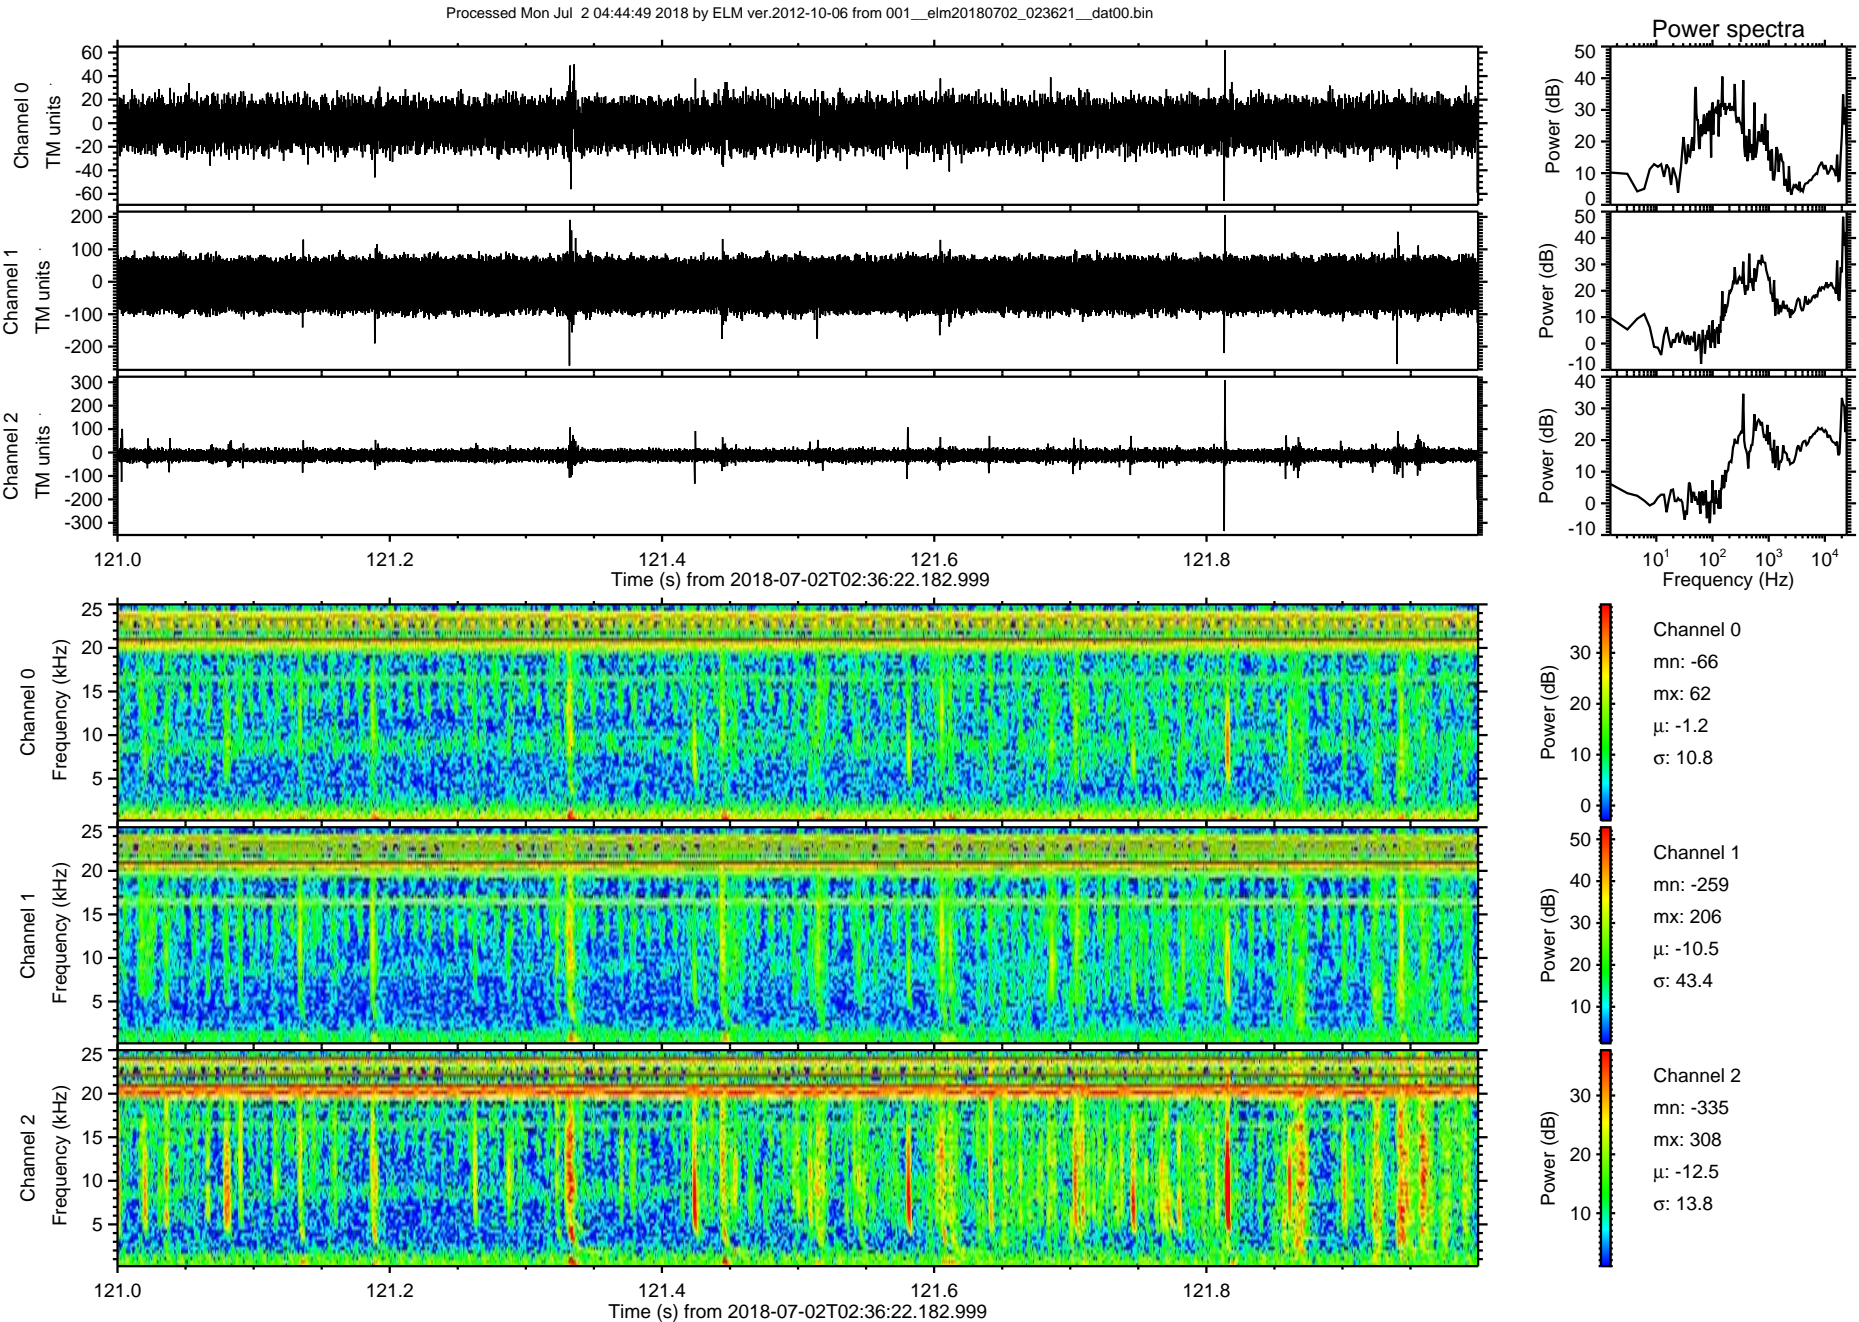 Processed Mon Jul  2 04:44:49 2018 by ELM ver.2012-10-06 from 001__elm20180702_023621__dat00.bin
Power spectra
Channel 0
TM units
60
40
20
0
-20
-40
-60
Power (dB)
50
40
30
20
10
0
Channel 1
TM units
200
100
0
-100
-200
Power (dB)
50
40
30
20
10
0
-10
Channel 2
TM units
300
200
100
0
-100
-200
-300
Power (dB)
40
30
20
10
0
-10
121.0 121.2 121.4 121.6 121.8
Time (s) from 2018-07-02T02:36:22.182.999
10^1 10^2 10^3 10^4
Frequency (Hz)
Channel 0
Frequency (kHz)
25
20
15
10
5
Power (dB)
30
20
10
0
Channel 0
mn: -66
mx: 62
μ: -1.2
σ: 10.8
Channel 1
Frequency (kHz)
25
20
15
10
5
Power (dB)
50
40
30
20
10
Channel 1
mn: -259
mx: 206
μ: -10.5
σ: 43.4
Channel 2
Frequency (kHz)
25
20
15
10
5
Power (dB)
30
20
10
Channel 2
mn: -335
mx: 308
μ: -12.5
σ: 13.8
121.0 121.2 121.4 121.6 121.8
Time (s) from 2018-07-02T02:36:22.182.999